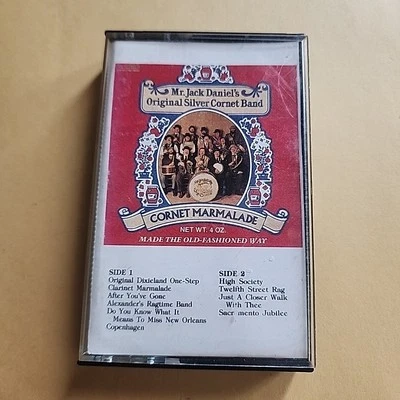 Mr. Jack Daniel's
Original Silver Cornet Band
CORNET MARMALADE
NET WT. 4 OZ.
MADE THE OLD-FASHIONED WAY
SIDE 1
Original Dixieland One-Step
Clarinet Marmalade
After You've Gone
Alexander's Ragtime Band
Do You Know What It
Means To Miss New Orleans
Copenhagen
SIDE 2
High Society
Twelfth Street Rag
Just A Closer Walk
With Thee
Sacramento Jubilee